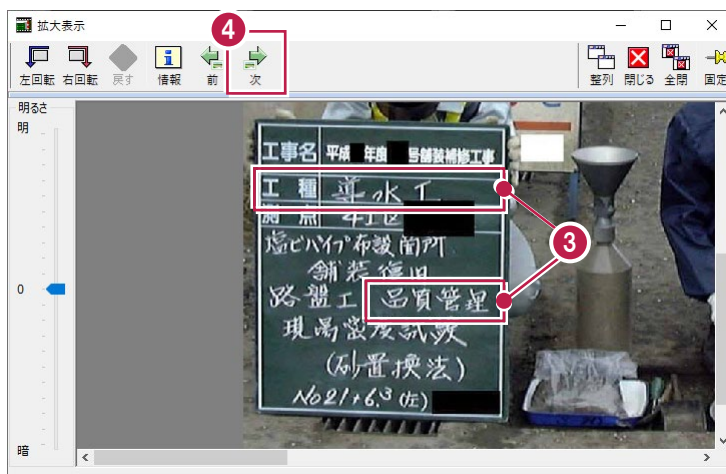 拡大表示
4
左回転 右回転 戻す 情報 前 次 整列 閉じる 全閉 固定
明るさ
明
0
暗
工事名 平成 年度 号舗装補修工事
工種 導水工
測点 4工区
3
塩ビパイプ布設箇所
舗装復旧
路盤工 品質管理
現場密度試験
(砂置換法)
No21+6.3(左)